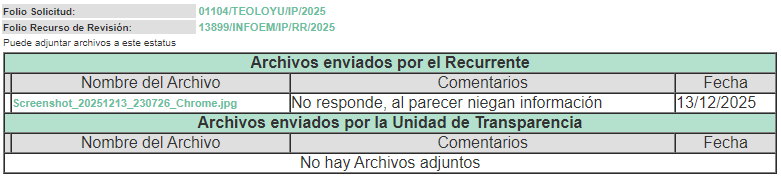 Folio Solicitud: 01104/TEOLOYU/IP/2025
Folio Recurso de Revisión: 13899/INFOEM/IP/RR/2025
Puede adjuntar archivos a este estatus
Archivos enviados por el Recurrente
Nombre del Archivo Comentarios Fecha
Screenshot_20251213_230726_Chrome.jpg No responde, al parecer niegan información 13/12/2025
Archivos enviados por la Unidad de Transparencia
Nombre del Archivo Comentarios Fecha
No hay Archivos adjuntos